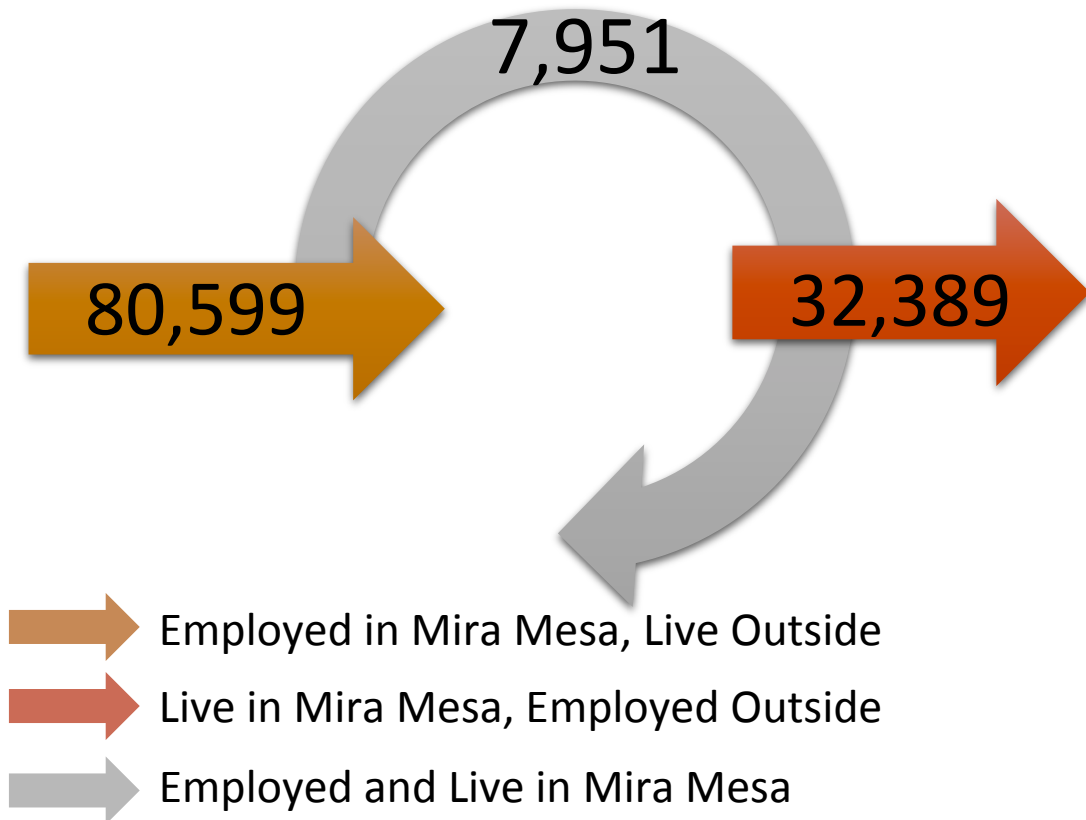 7,951
80,599
32,389
Employed in Mira Mesa, Live Outside
Live in Mira Mesa, Employed Outside
Employed and Live in Mira Mesa